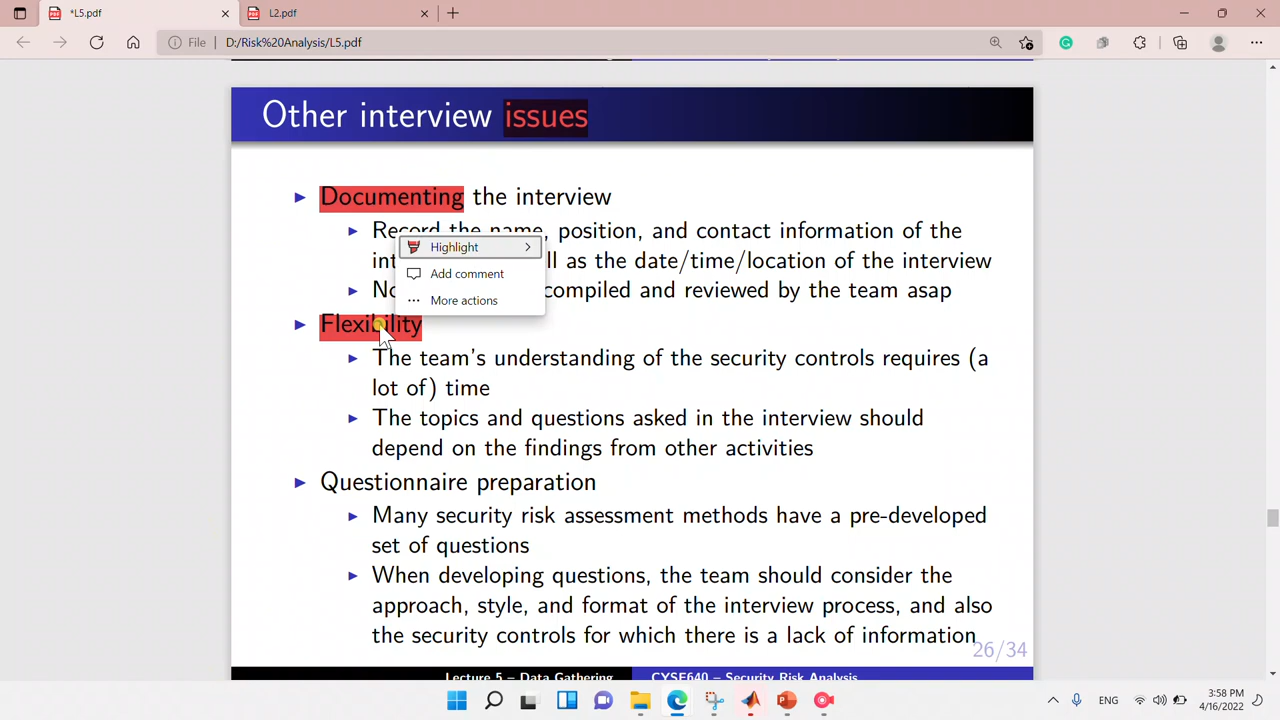 *L5.pdf
L2.pdf
File
D:/Risk%20Analysis/L5.pdf
Other interview issues
Documenting the interview
Record the name, position, and contact information of the
ll as the date/time/location of the interview
compiled and reviewed by the team asap
Highlight
Add comment
More actions
Flexibility
The team's understanding of the security controls requires (a
lot of) time
The topics and questions asked in the interview should
depend on the findings from other activities
Questionnaire preparation
Many security risk assessment methods have a pre-developed
set of questions
When developing questions, the team should consider the
approach, style, and format of the interview process, and also
the security controls for which there is a lack of information
26/34
Lecture 5 – Data Gathering
CYSE640 – Security Risk Analysis
ENG
3:58 PM
4/16/2022